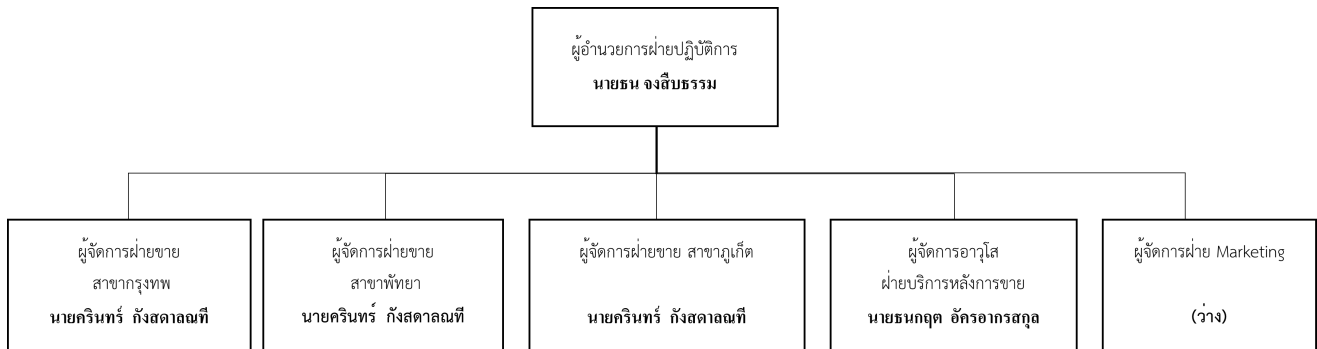 ผู้อำนวยการฝ่ายปฏิบัติการ
นายธน จงสืบธรรม
ผู้จัดการฝ่ายขาย
สาขากรุงทพ
นายครินทร์ กังสดาลณที
ผู้จัดการฝ่ายขาย
สาขาพัทยา
นายครินทร์ กังสดาลณที
ผู้จัดการฝ่ายขาย สาขาภูเก็ต
นายครินทร์ กังสดาลณที
ผู้จัดการอาวุโส
ฝ่ายบริการหลังการขาย
นายธนกฤต อัครอากรสกุล
ผู้จัดการฝ่าย Marketing
(ว่าง)